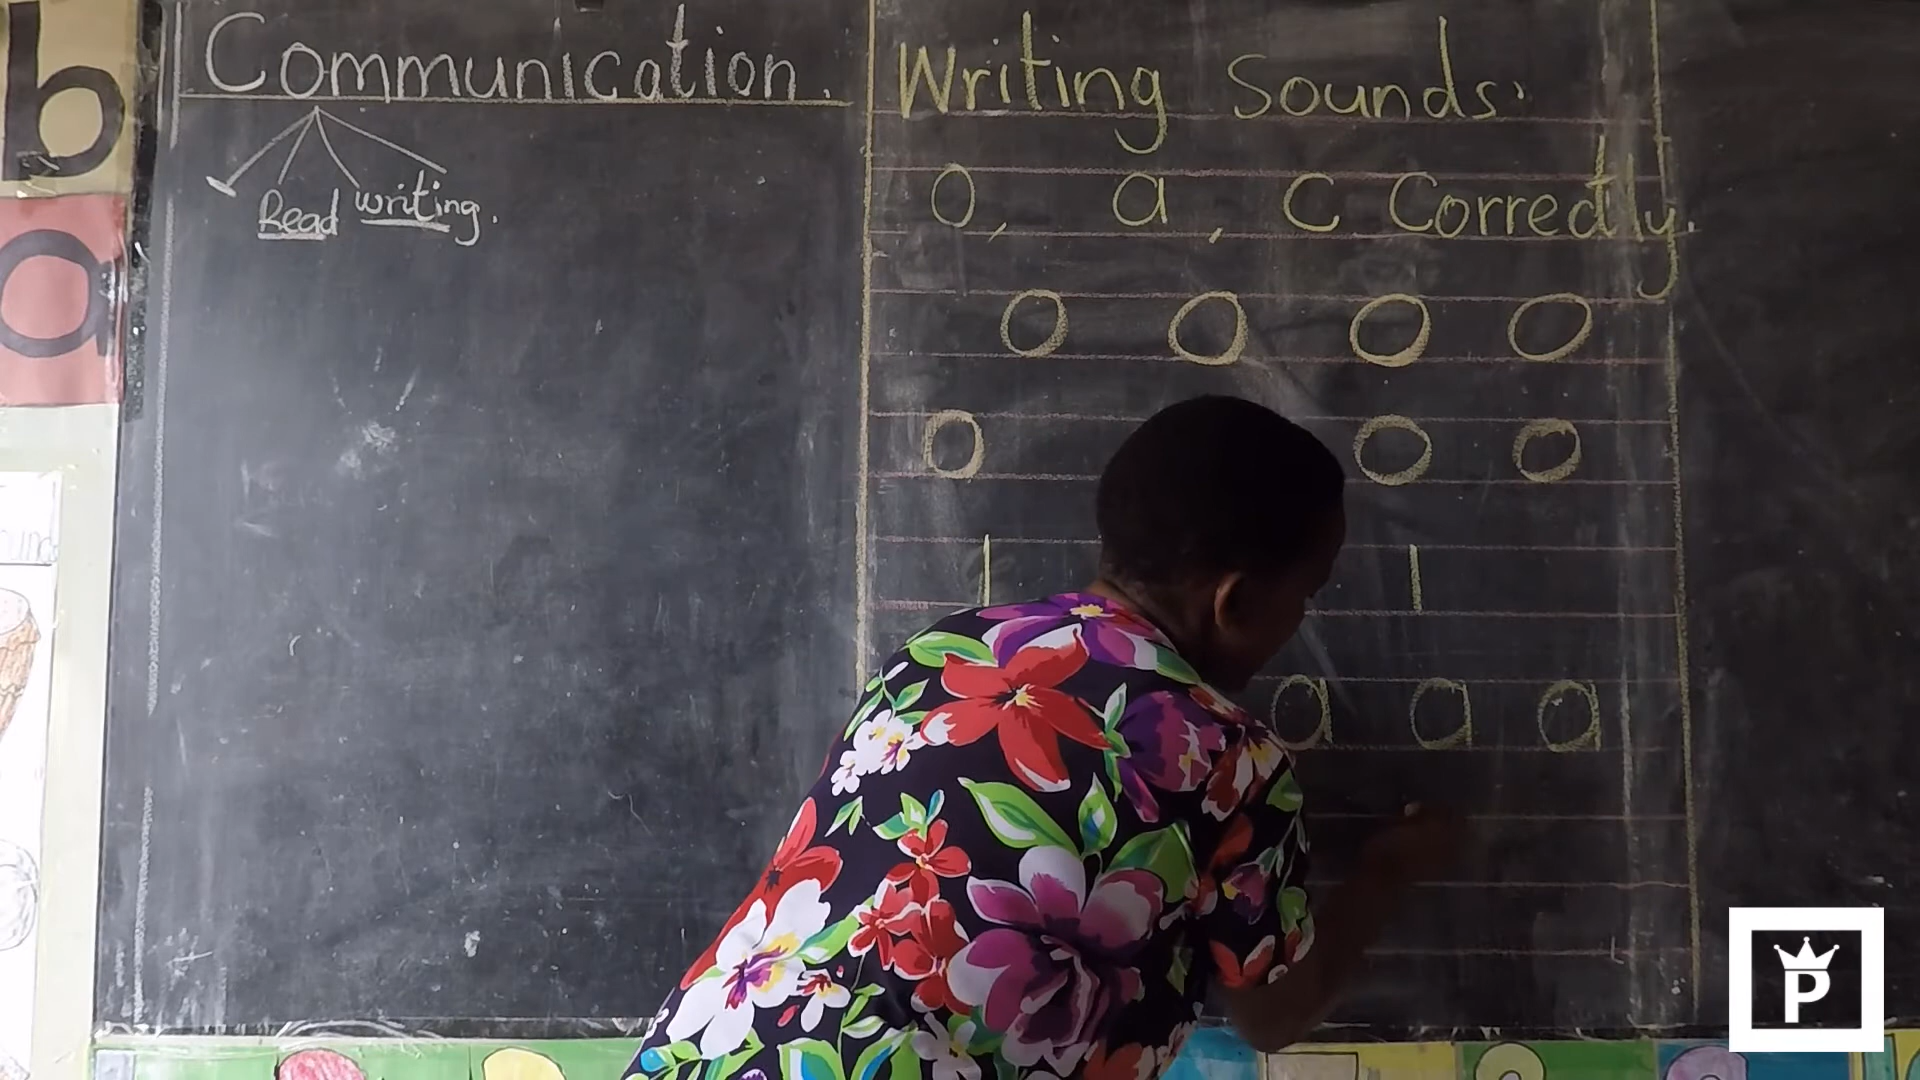 b
a
Communication.
Read writing.
Writing Sounds.
o, a, c Correctly.
o o o o
o o o
l l
a a a
P